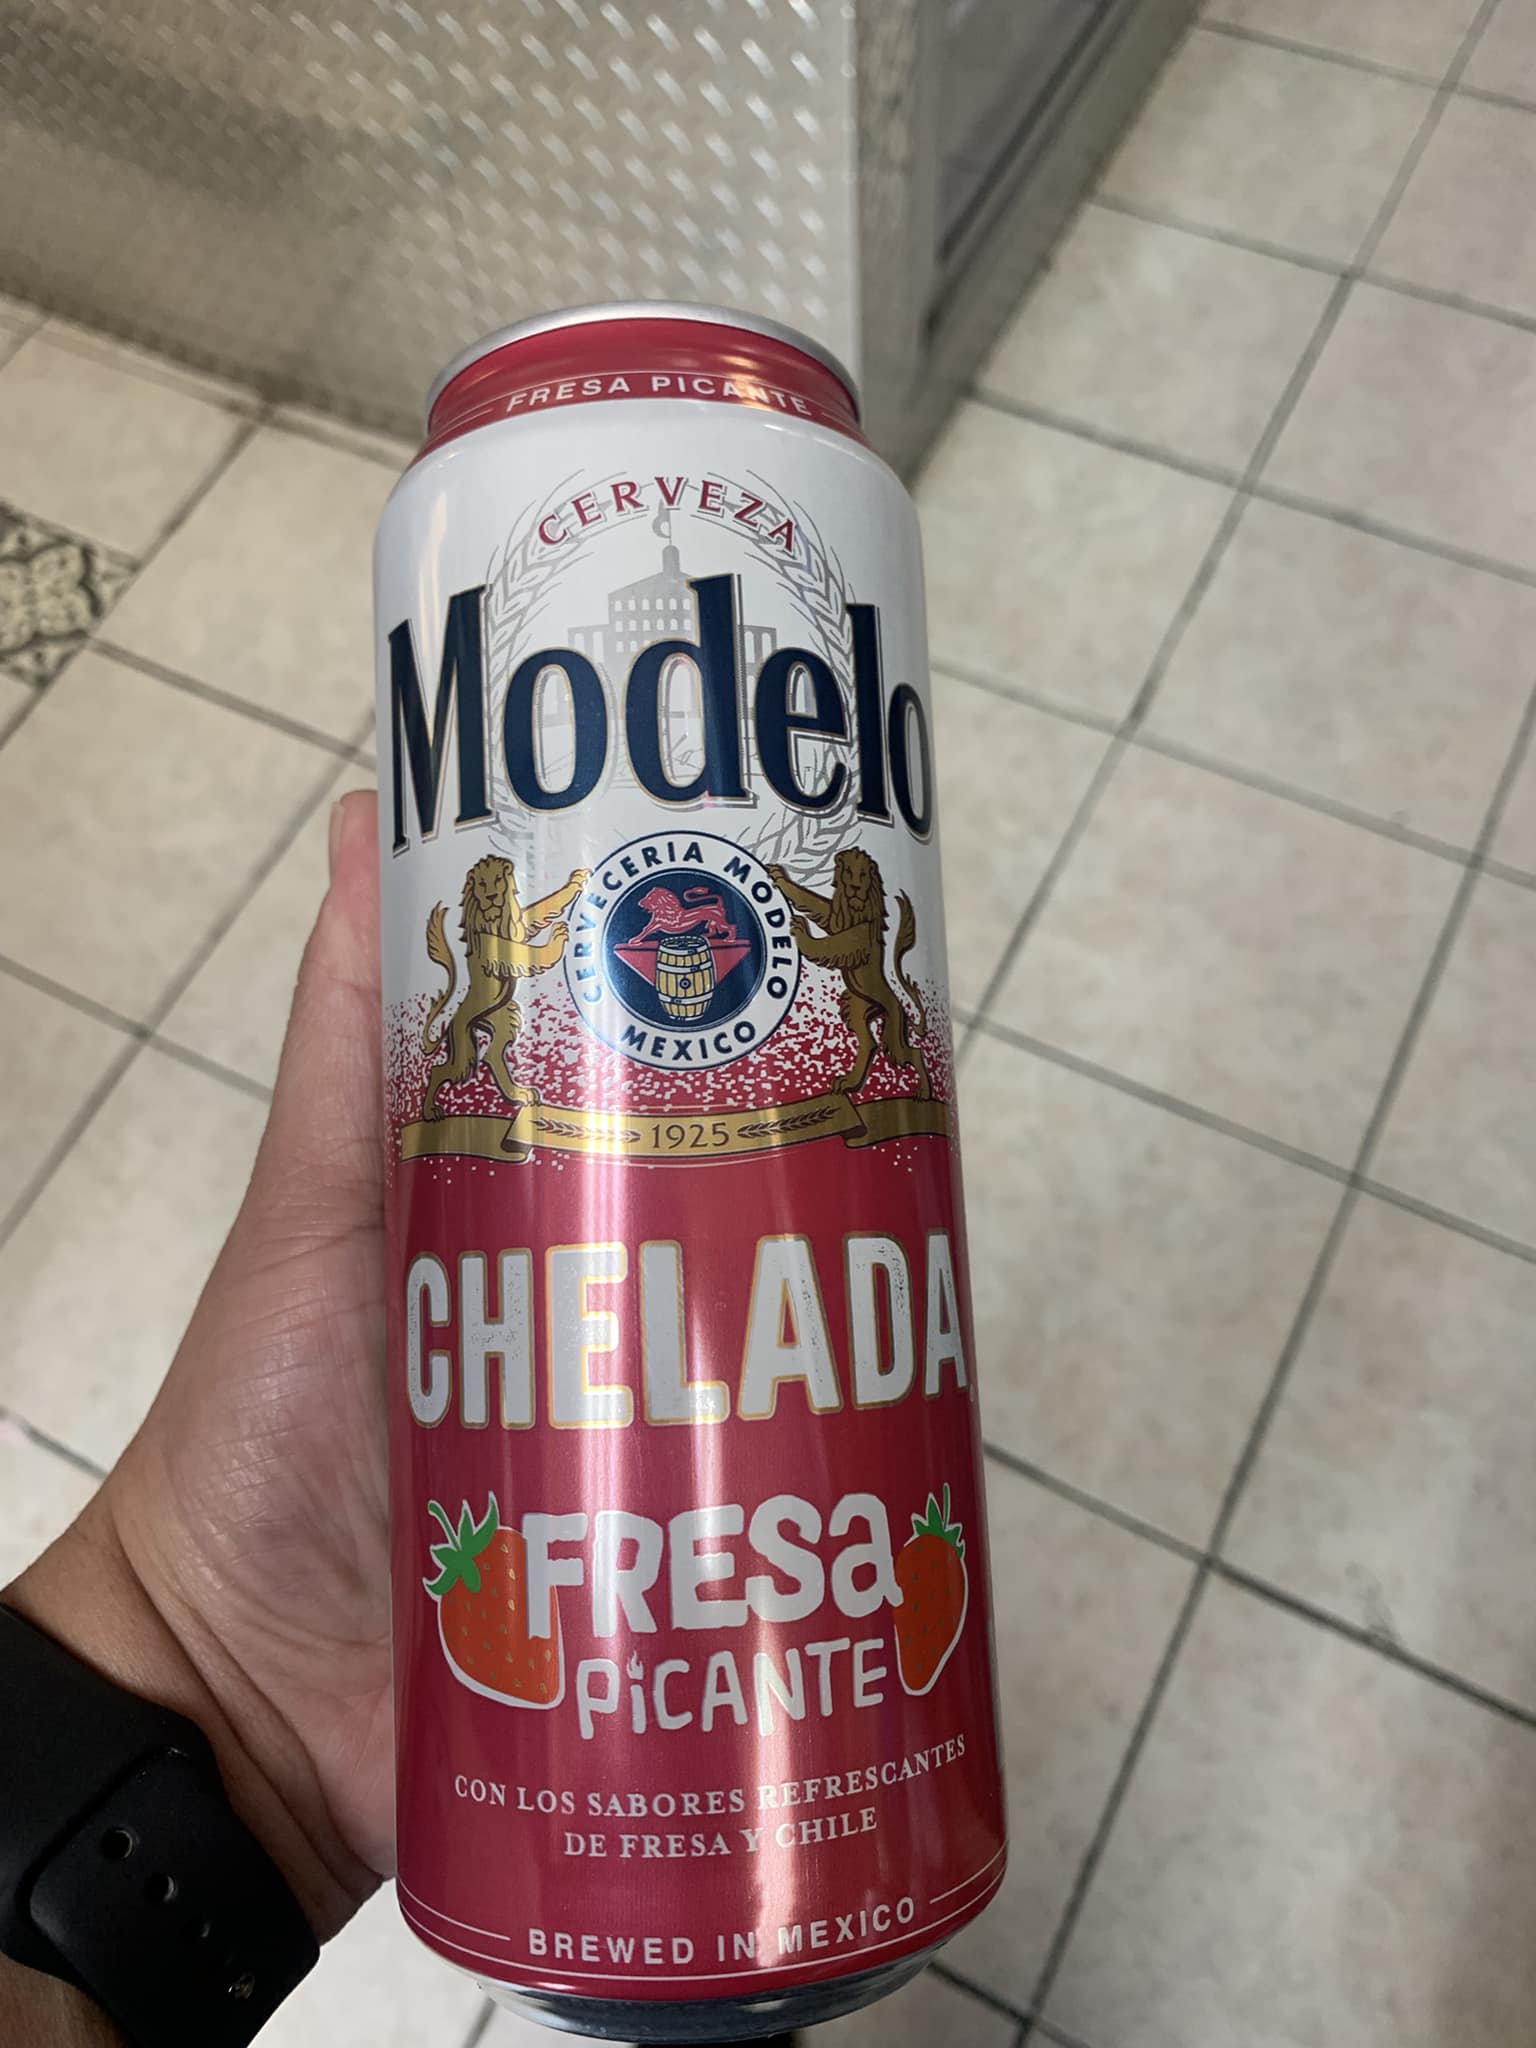 FRESA PICANTE
CERVEZA
Modelo
CERVECERIA MODELO
MEXICO
1925
CHELADA
FRESa
PiCANTE
CON LOS SABORES REFRESCANTES
DE FRESA Y CHILE
BREWED IN MEXICO